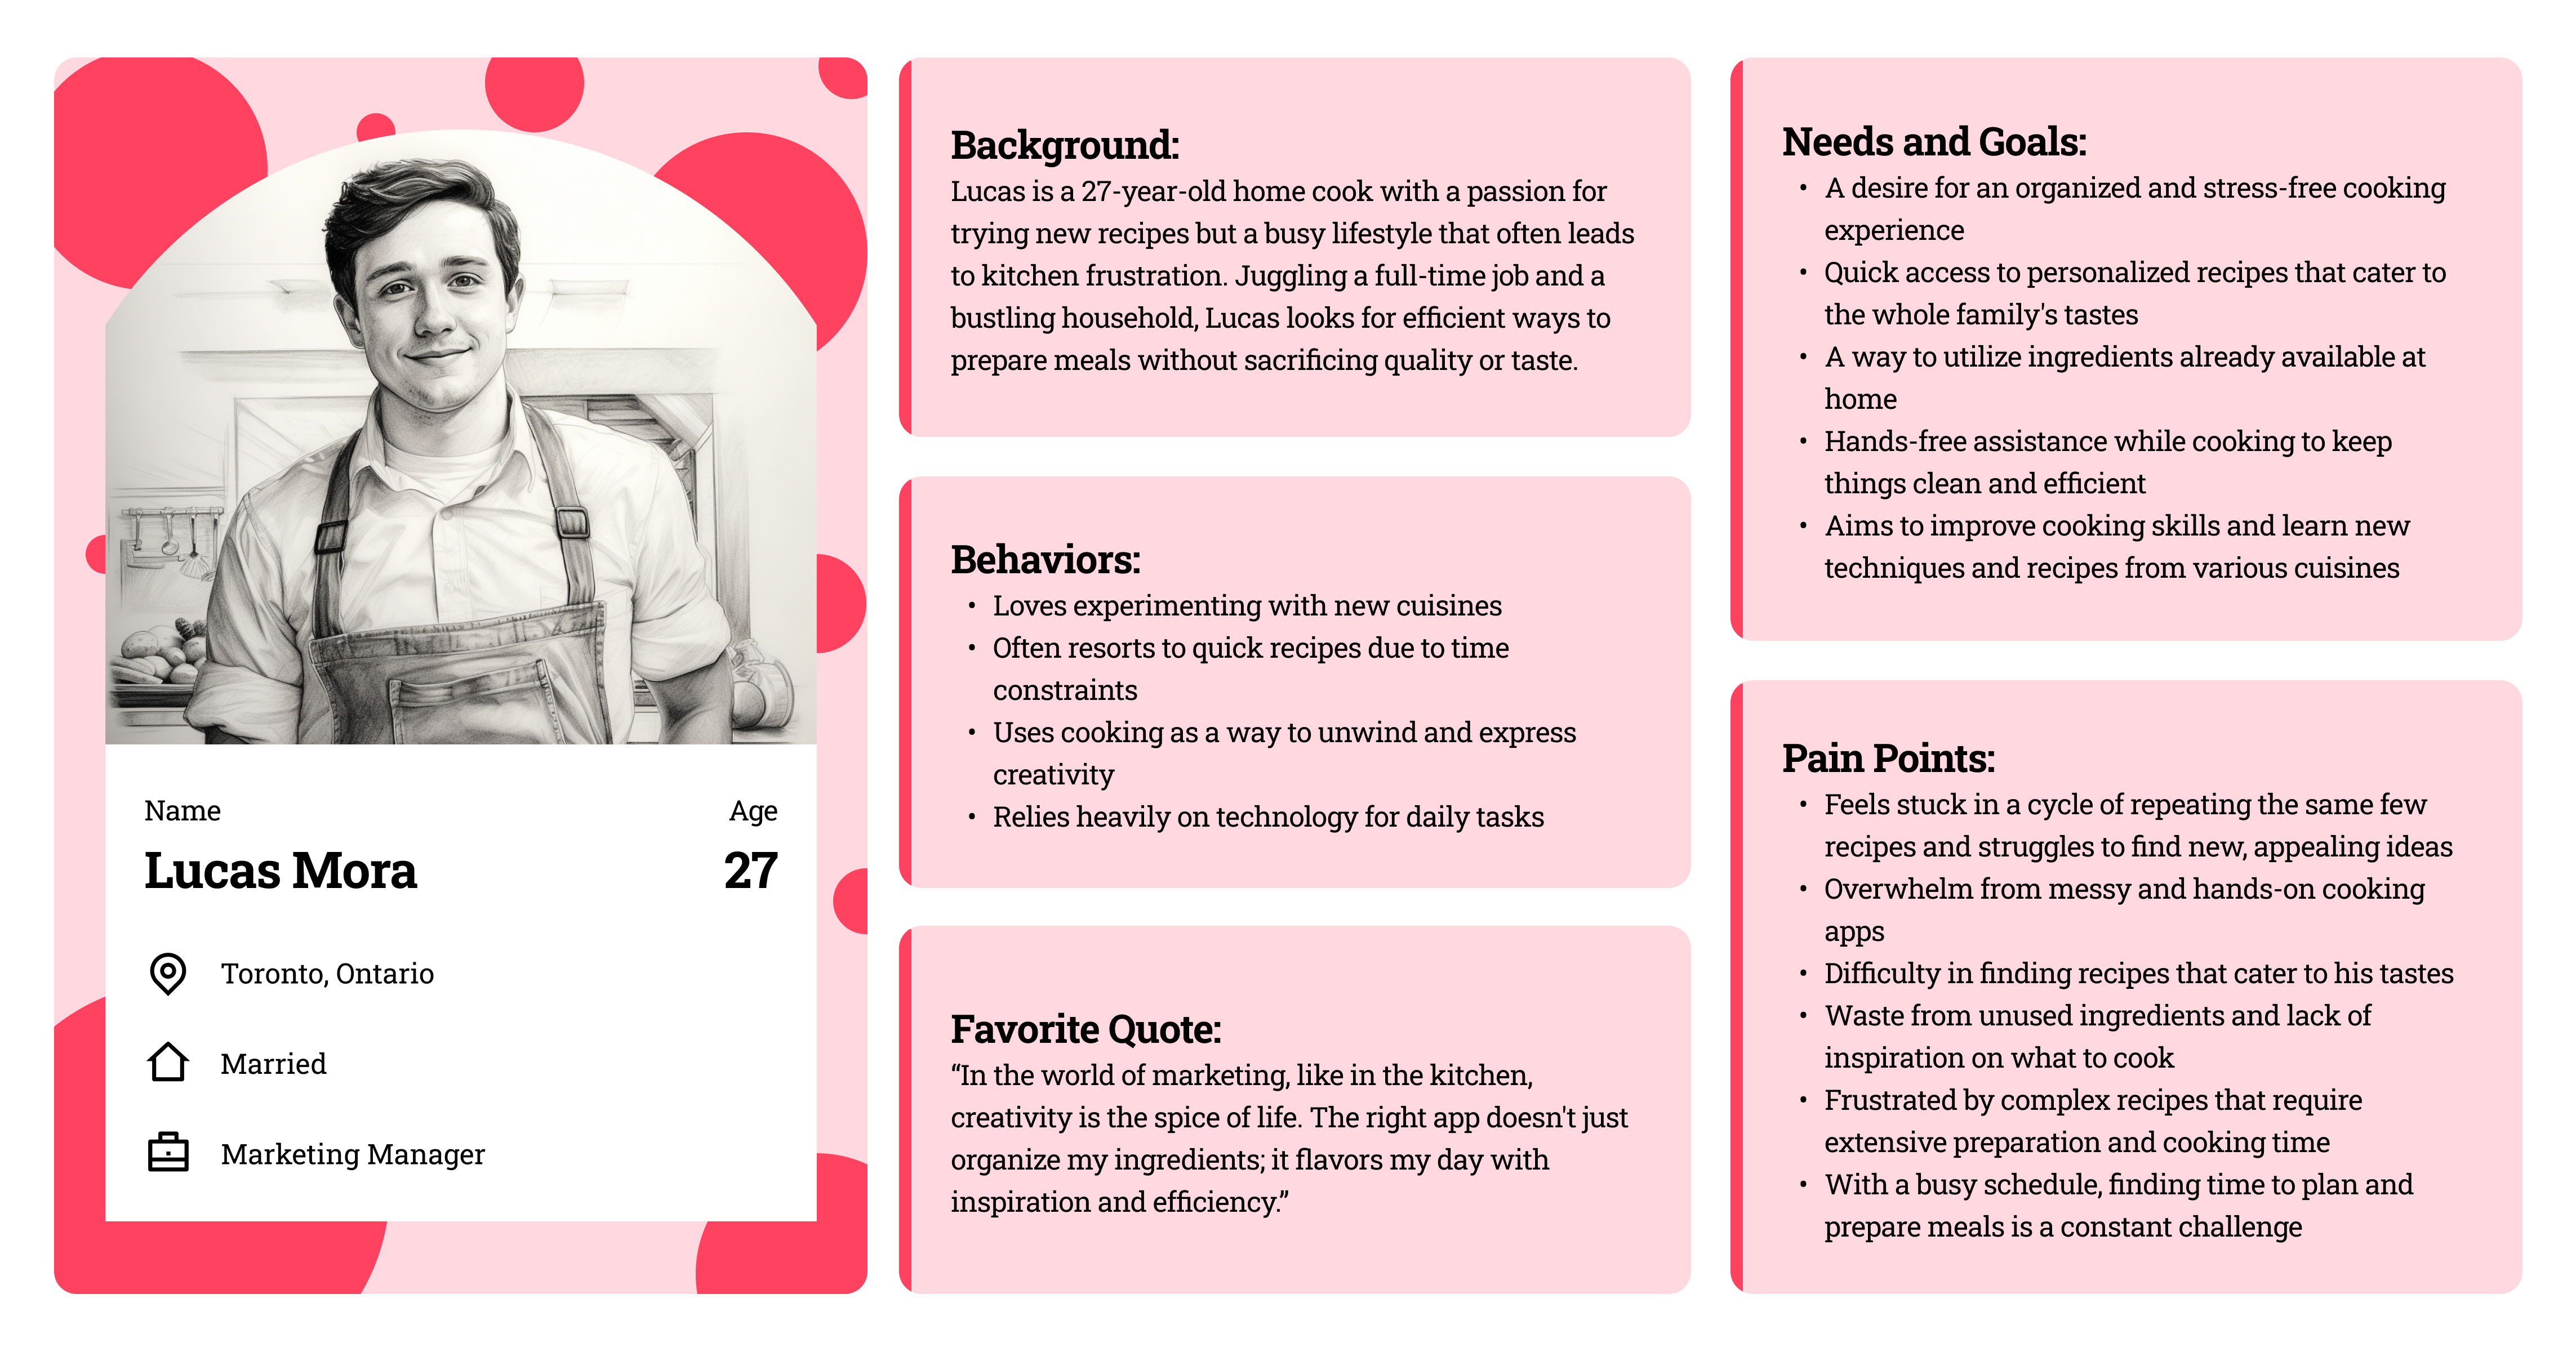 Name
Age
Lucas Mora
27
Toronto, Ontario
Married
Marketing Manager
Background:
Lucas is a 27-year-old home cook with a passion for
trying new recipes but a busy lifestyle that often leads
to kitchen frustration. Juggling a full-time job and a
bustling household, Lucas looks for efficient ways to
prepare meals without sacrificing quality or taste.
Behaviors:
• Loves experimenting with new cuisines
• Often resorts to quick recipes due to time
constraints
• Uses cooking as a way to unwind and express
creativity
• Relies heavily on technology for daily tasks
Favorite Quote:
“In the world of marketing, like in the kitchen,
creativity is the spice of life. The right app doesn't just
organize my ingredients; it flavors my day with
inspiration and efficiency.”
Needs and Goals:
• A desire for an organized and stress-free cooking
experience
• Quick access to personalized recipes that cater to
the whole family's tastes
• A way to utilize ingredients already available at
home
• Hands-free assistance while cooking to keep
things clean and efficient
• Aims to improve cooking skills and learn new
techniques and recipes from various cuisines
Pain Points:
• Feels stuck in a cycle of repeating the same few
recipes and struggles to find new, appealing ideas
• Overwhelm from messy and hands-on cooking
apps
• Difficulty in finding recipes that cater to his tastes
• Waste from unused ingredients and lack of
inspiration on what to cook
• Frustrated by complex recipes that require
extensive preparation and cooking time
• With a busy schedule, finding time to plan and
prepare meals is a constant challenge